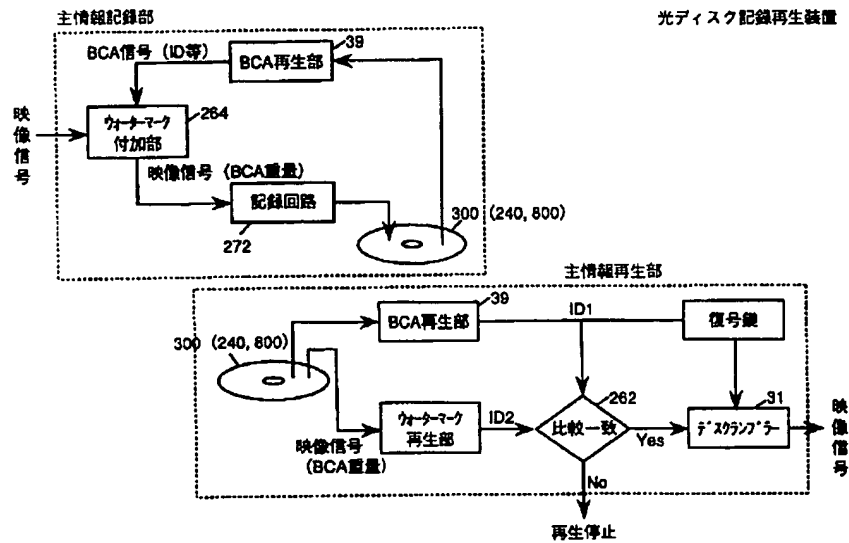 主情報記録部
光ディスク記録再生装置
BCA信号（ID等）
39
BCA再生部
映像信号
ウォーターマーク
付加部
264
映像信号（BCA重量）
記録回路
272
300（240, 800）
主情報再生部
39
BCA再生部
ID1
復号鍵
300（240, 800）
262
31
ウォーターマーク
再生部
ID2
比較一致
Yes
デスクランブラー
映像信号
映像信号
（BCA重量）
No
再生停止